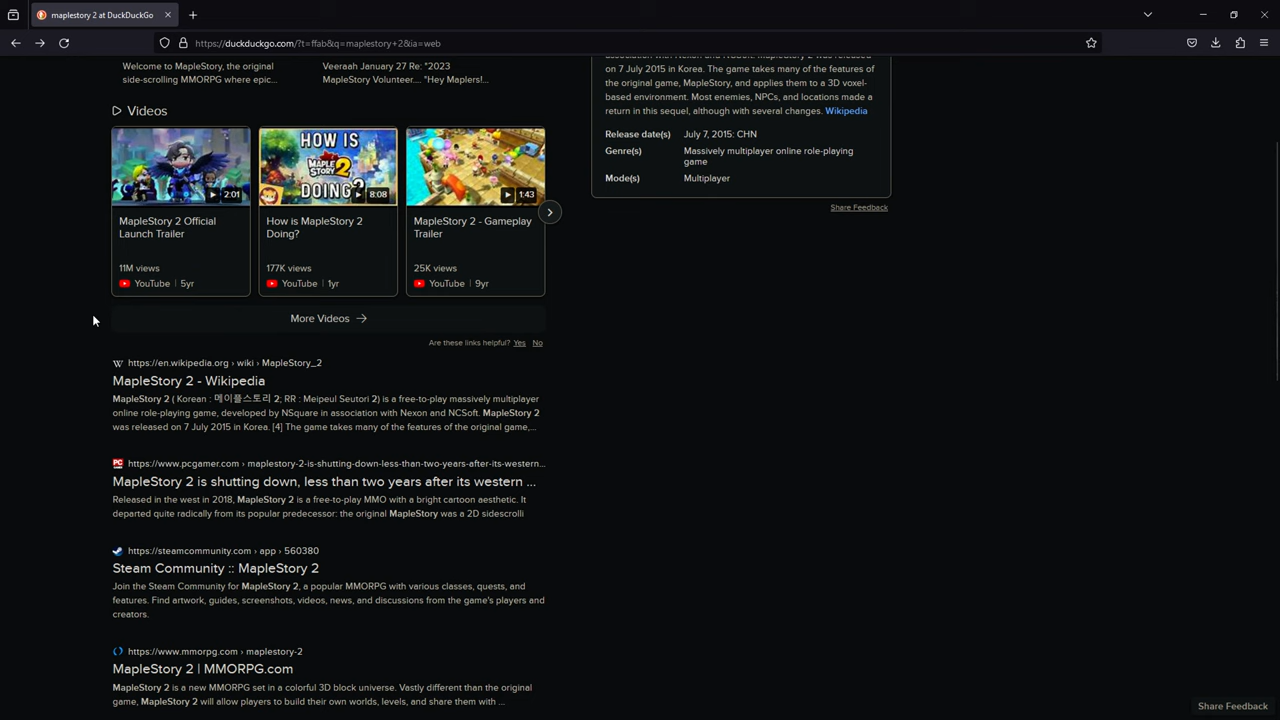 maplestory 2 at DuckDuckGo
https://duckduckgo.com/?t=ffab&q=maplestory+2&ia=web
Welcome to MapleStory, the original
side-scrolling MMORPG where epic...
Veeraah January 27 Re: "2023
MapleStory Volunteer.... "Hey Maplers!...
Videos
2:01
MapleStory 2 Official
Launch Trailer
11M views
YouTube | 5yr
HOW IS
MAPLE
STORY 2
DOING?
8:08
How is MapleStory 2
Doing?
177K views
YouTube | 1yr
1:43
MapleStory 2 - Gameplay
Trailer
25K views
YouTube | 9yr
More Videos
Are these links helpful? Yes No
https://en.wikipedia.org › wiki › MapleStory_2
MapleStory 2 - Wikipedia
MapleStory 2 ( Korean : 메이플스토리 2; RR : Meipeul Seutori 2) is a free-to-play massively multiplayer
online role-playing game, developed by NSquare in association with Nexon and NCSoft. MapleStory 2
was released on 7 July 2015 in Korea. [4] The game takes many of the features of the original game,...
PC
https://www.pcgamer.com › maplestory-2-is-shutting-down-less-than-two-years-after-its-western...
MapleStory 2 is shutting down, less than two years after its western ...
Released in the west in 2018, MapleStory 2 is a free-to-play MMO with a bright cartoon aesthetic. It
departed quite radically from its popular predecessor: the original MapleStory was a 2D sidescrolli
https://steamcommunity.com › app › 560380
Steam Community :: MapleStory 2
Join the Steam Community for MapleStory 2, a popular MMORPG with various classes, quests, and
features. Find artwork, guides, screenshots, videos, news, and discussions from the game's players and
creators.
https://www.mmorpg.com › maplestory-2
MapleStory 2 | MMORPG.com
MapleStory 2 is a new MMORPG set in a colorful 3D block universe. Vastly different than the original
game, MapleStory 2 will allow players to build their own worlds, levels, and share them with ...
association with Nexon and NCSoft. MapleStory 2 was released
on 7 July 2015 in Korea. The game takes many of the features of
the original game, MapleStory, and applies them to a 3D voxel-
based environment. Most enemies, NPCs, and locations made a
return in this sequel, although with several changes. Wikipedia
Release date(s) July 7, 2015: CHN
Genre(s) Massively multiplayer online role-playing
game
Mode(s) Multiplayer
Share Feedback
Share Feedback